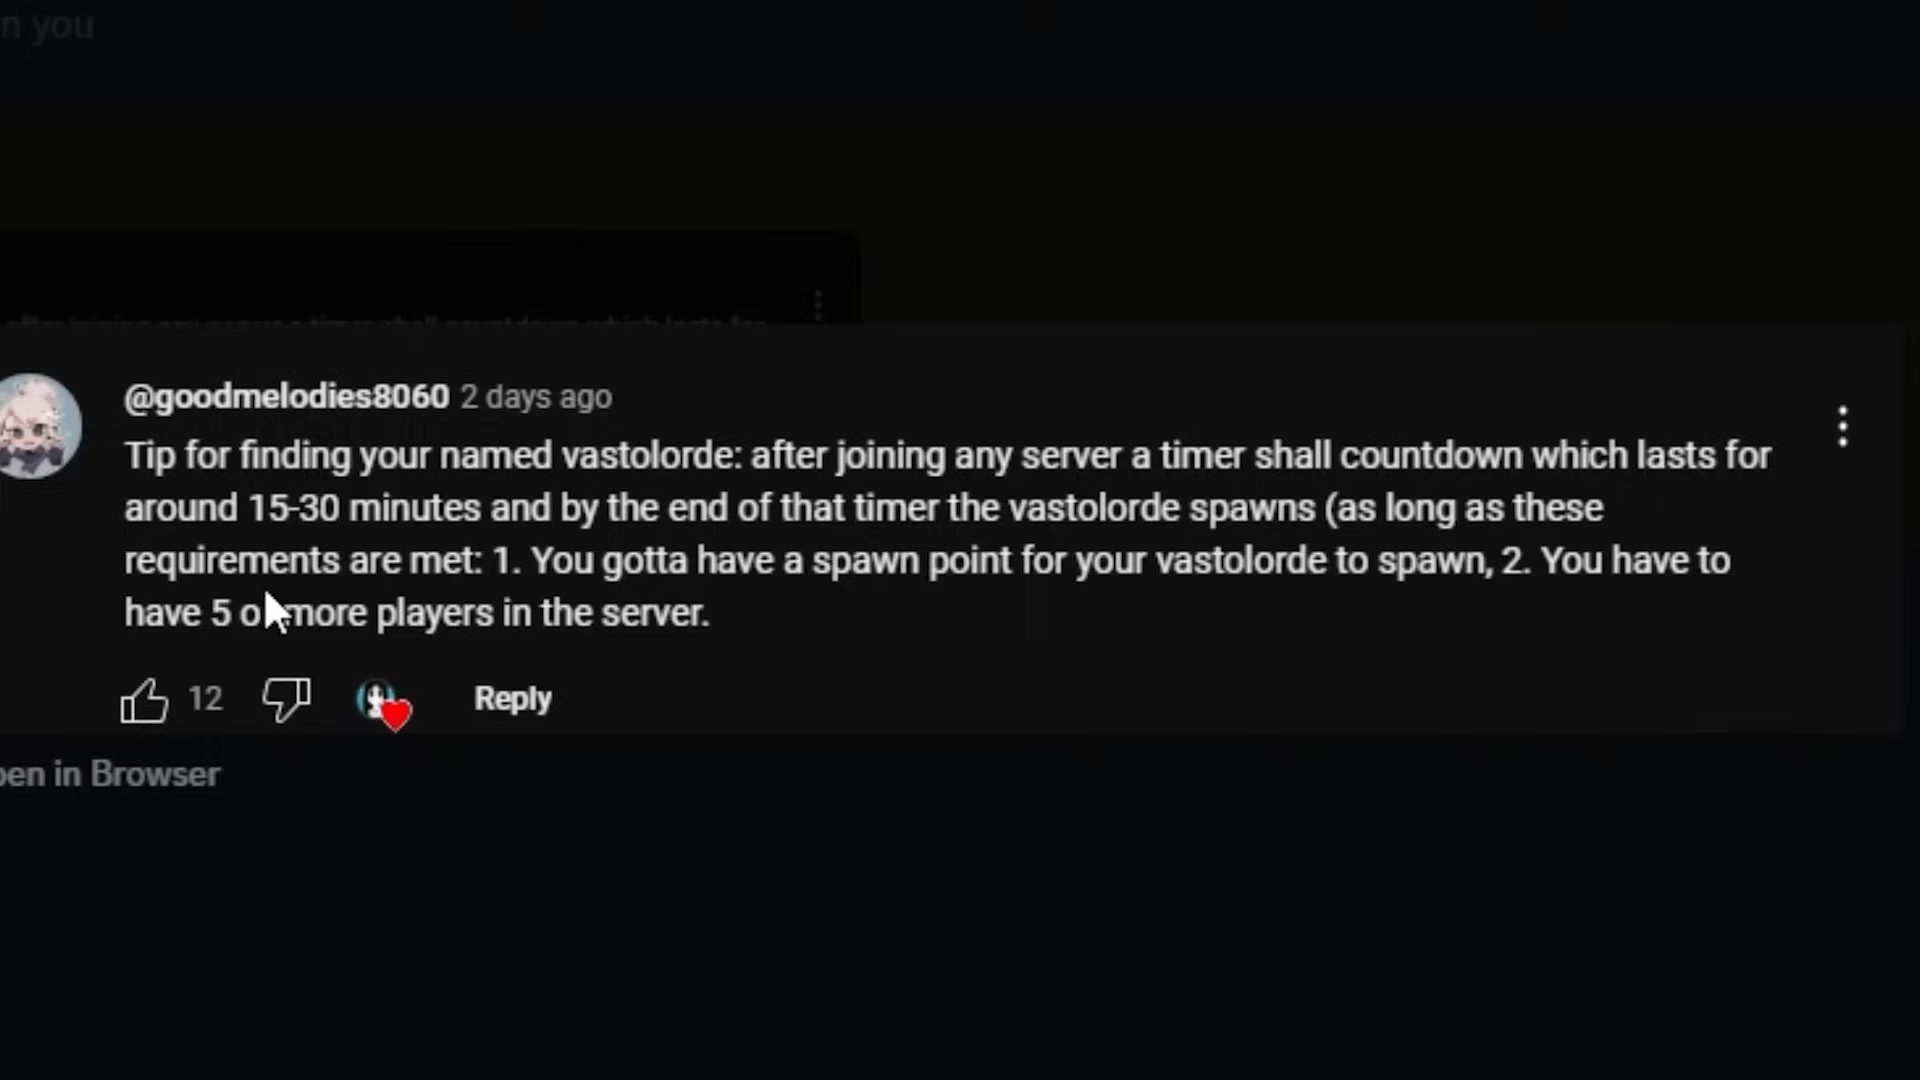 n you
@goodmelodies8060 2 days ago
Tip for finding your named vastolorde: after joining any server a timer shall countdown which lasts for
around 15-30 minutes and by the end of that timer the vastolorde spawns (as long as these
requirements are met: 1. You gotta have a spawn point for your vastolorde to spawn, 2. You have to
have 5 o more players in the server.
12 Reply
pen in Browser